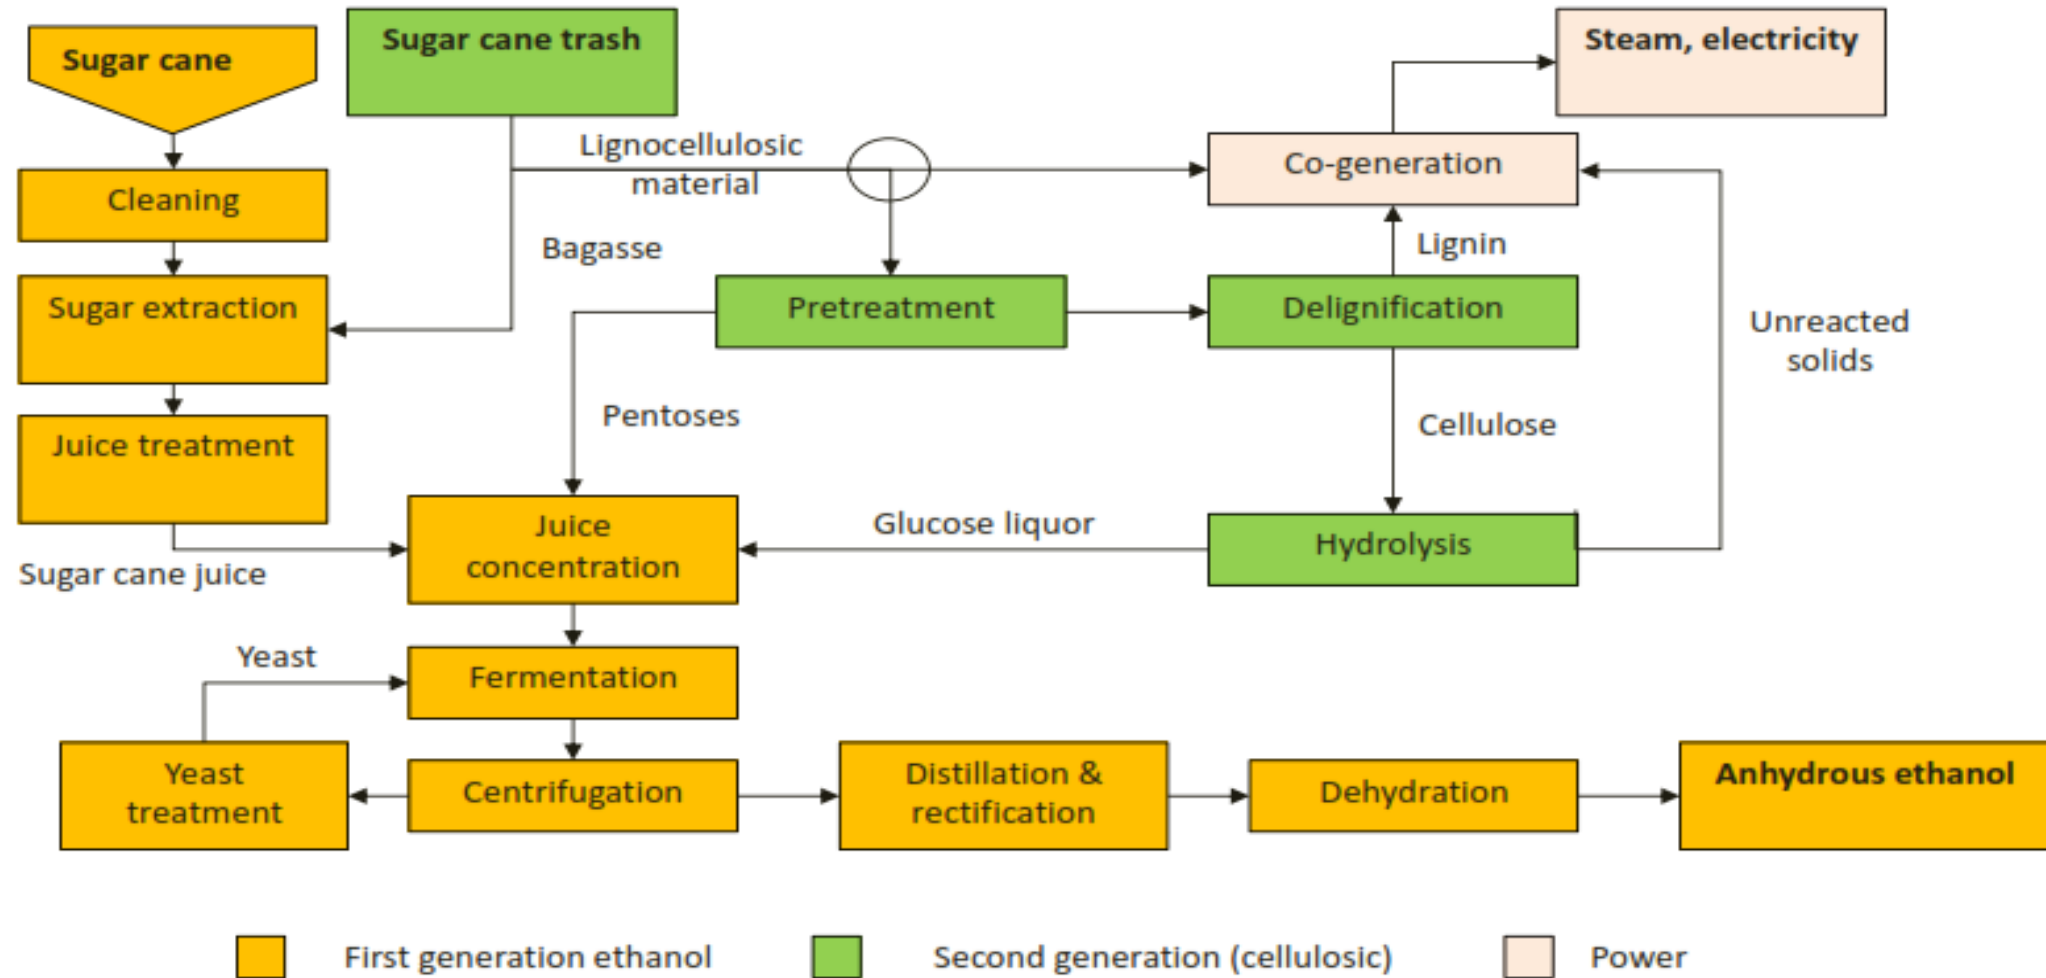 Sugar cane
Sugar cane trash
Steam, electricity
Lignocellulosic
material
Co-generation
Cleaning
Bagasse
Lignin
Sugar extraction
Pretreatment
Delignification
Unreacted
solids
Pentoses
Cellulose
Juice treatment
Juice
concentration
Glucose liquor
Hydrolysis
Sugar cane juice
Yeast
Fermentation
Yeast
treatment
Centrifugation
Distillation &
rectification
Dehydration
Anhydrous ethanol
First generation ethanol
Second generation (cellulosic)
Power